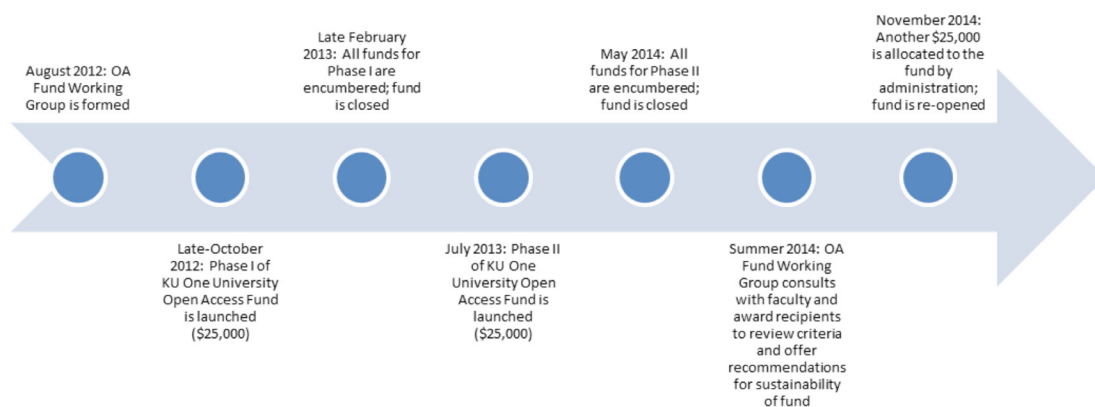 August 2012: OA
Fund Working
Group is formed
Late-October
2012: Phase I of
KU One University
Open Access Fund
is launched
($25,000)
Late February
2013: All funds for
Phase I are
encumbered; fund
is closed
July 2013: Phase II
of KU One
University Open
Access Fund is
launched
($25,000)
May 2014: All
funds for Phase II
are encumbered;
fund is closed
Summer 2014: OA
Fund Working
Group consults
with faculty and
award recipients
to review criteria
and offer
recommendations
for sustainability
of fund
November 2014:
Another $25,000
is allocated to the
fund by
administration;
fund is re-opened